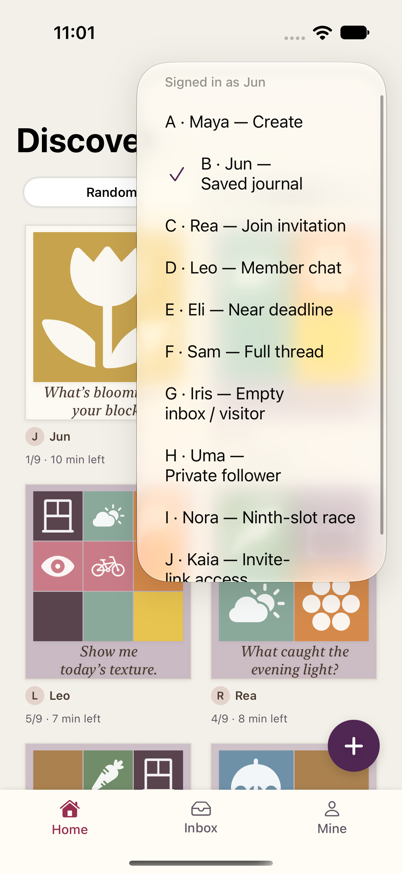 11:01
Signed in as Jun
A · Maya — Create
B · Jun —
Saved journal
C · Rea — Join invitation
D · Leo — Member chat
E · Eli — Near deadline
F · Sam — Full thread
G · Iris — Empty
inbox / visitor
H · Uma —
Private follower
I · Nora — Ninth-slot race
J · Kaia — Invite-
link access
Discove
Random
What's bloomi
your block
J Jun
1/9 · 10 min left
Show me
today's texture.
What caught the
evening light?
L Leo
R Rea
5/9 · 7 min left
4/9 · 8 min left
Home
Inbox
Mine